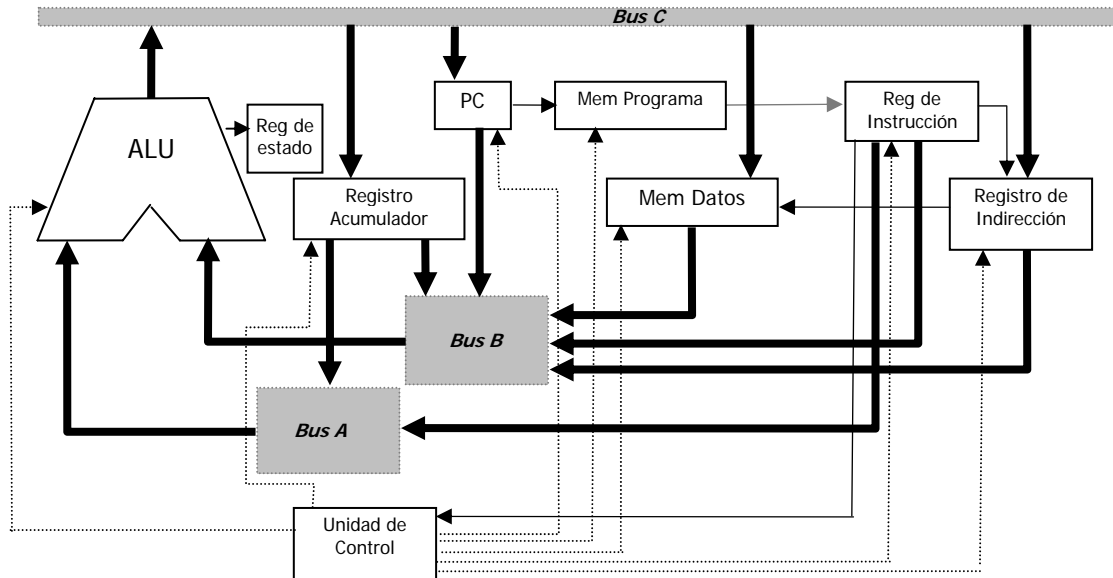 Bus C
PC
Mem Programa
Reg de
Instrucción
ALU
Reg de
estado
Registro
Acumulador
Mem Datos
Registro de
Indirección
Bus B
Bus A
Unidad de
Control